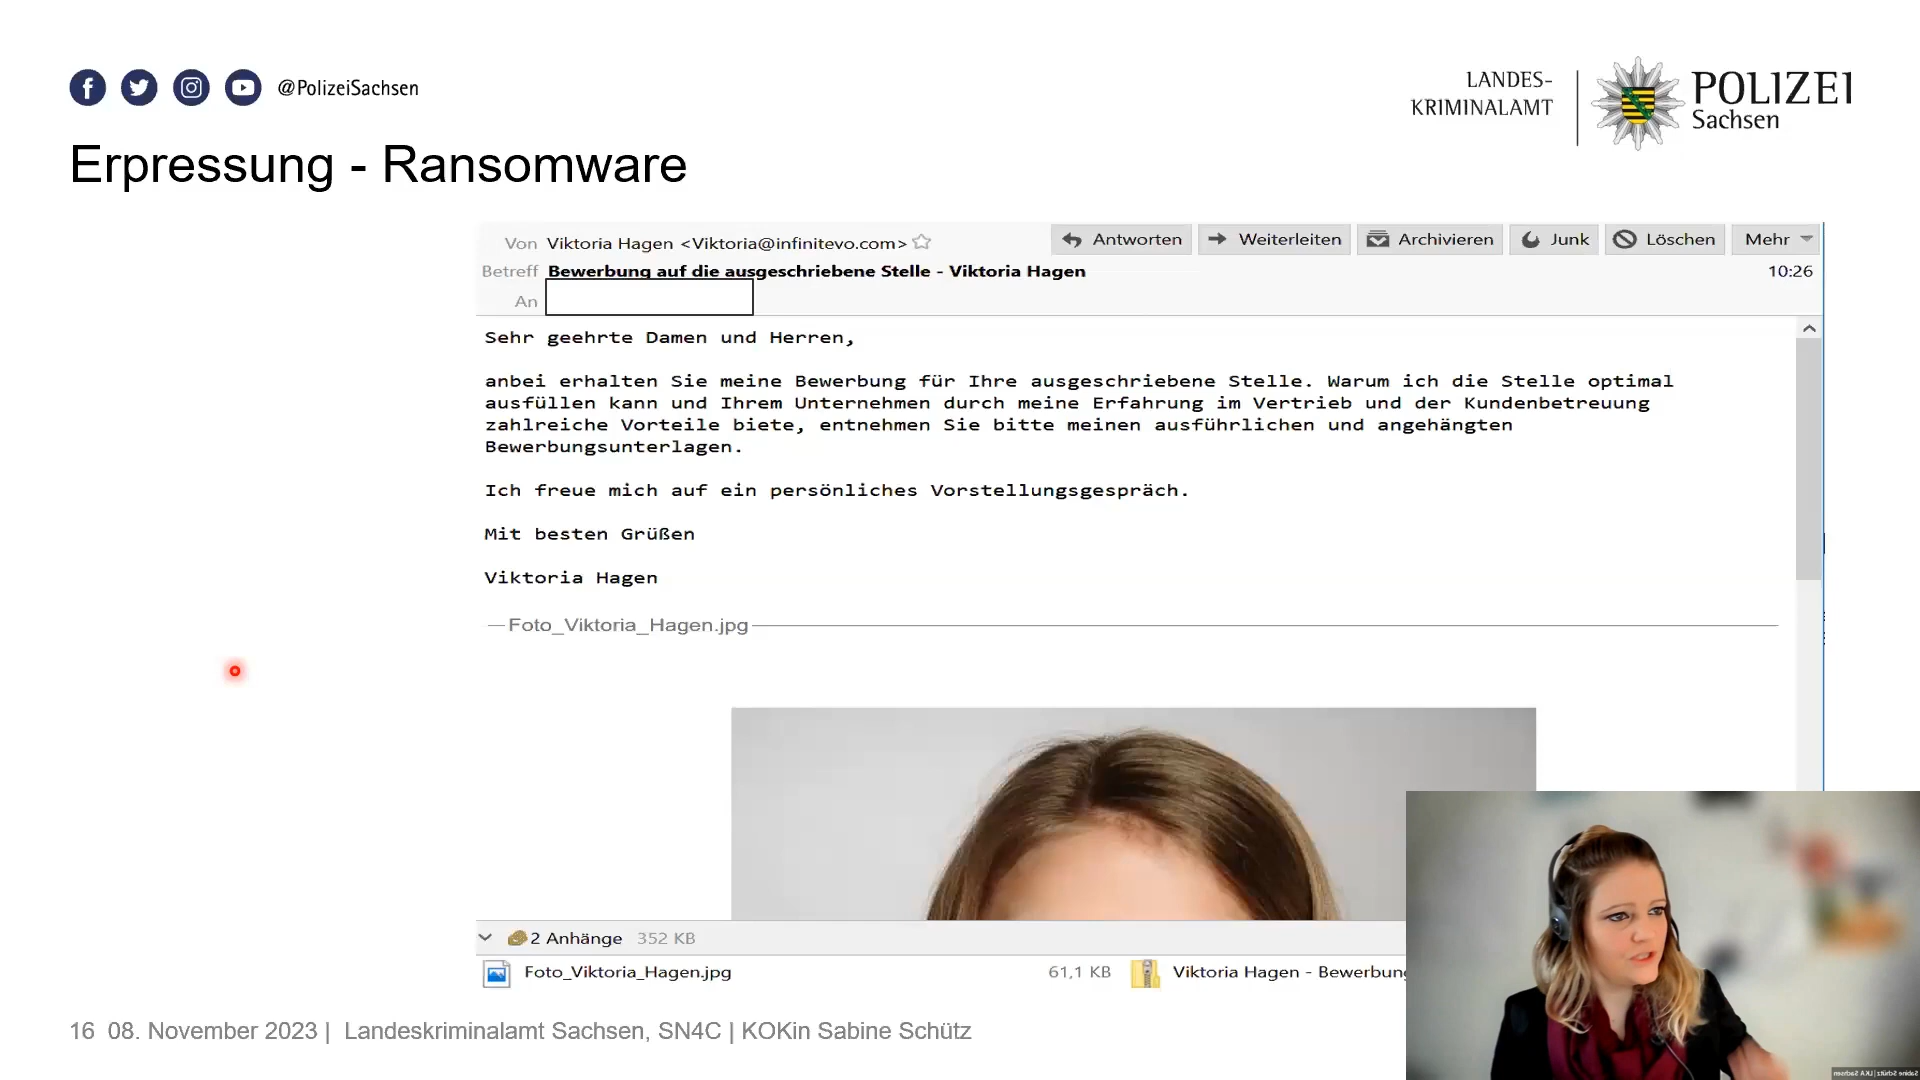 @PolizeiSachsen
LANDES-
KRIMINALAMT
POLIZEI
Sachsen
Erpressung - Ransomware
Von Viktoria Hagen <Viktoria@infinitevo.com>
Antworten Weiterleiten Archivieren Junk Löschen Mehr
Betreff Bewerbung auf die ausgeschriebene Stelle - Viktoria Hagen 10:26
An
Sehr geehrte Damen und Herren,
anbei erhalten Sie meine Bewerbung für Ihre ausgeschriebene Stelle. Warum ich die Stelle optimal
ausfüllen kann und Ihrem Unternehmen durch meine Erfahrung im Vertrieb und der Kundenbetreuung
zahlreiche Vorteile biete, entnehmen Sie bitte meinen ausführlichen und angehängten
Bewerbungsunterlagen.
Ich freue mich auf ein persönliches Vorstellungsgespräch.
Mit besten Grüßen
Viktoria Hagen
Foto_Viktoria_Hagen.jpg
2 Anhänge 352 KB
Foto_Viktoria_Hagen.jpg 61,1 KB Viktoria Hagen - Bewerbung
16 08. November 2023 | Landeskriminalamt Sachsen, SN4C | KOKin Sabine Schütz
Sabine Schütz | LKA Sachsen